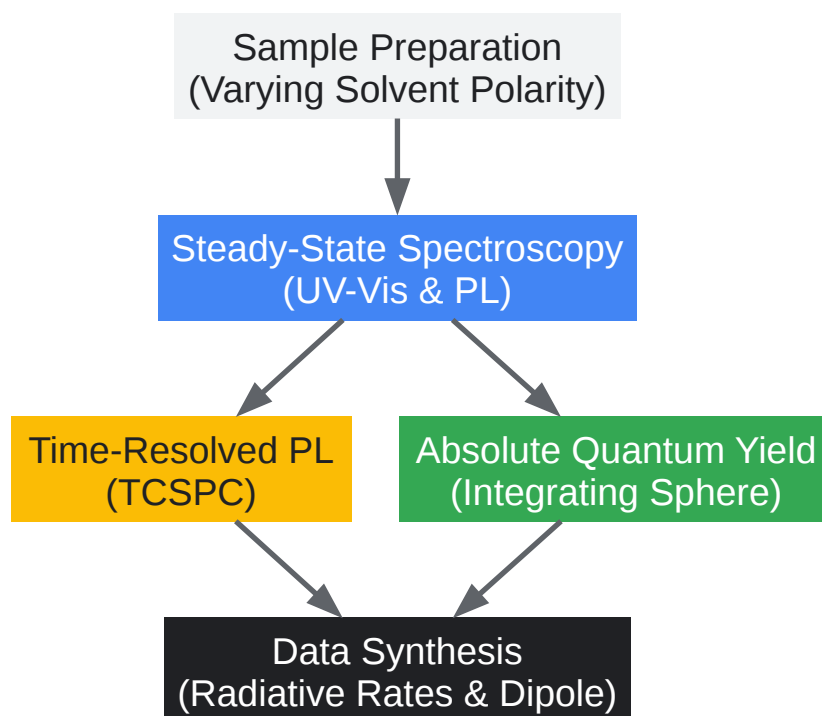 Sample Preparation
(Varying Solvent Polarity)
Steady-State Spectroscopy
(UV-Vis & PL)
Time-Resolved PL
(TCSPC)
Absolute Quantum Yield
(Integrating Sphere)
Data Synthesis
(Radiative Rates & Dipole)